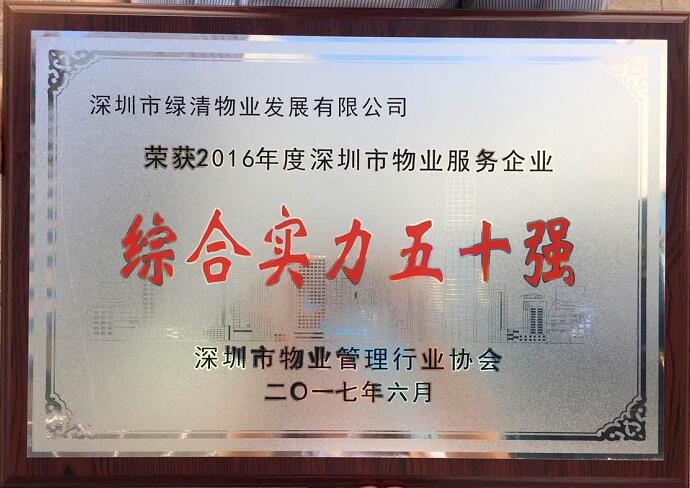 深圳市绿清物业发展有限公司
荣获2016年度深圳市物业服务企业
综合实力五十强
深圳市物业管理行业协会
二〇一七年六月